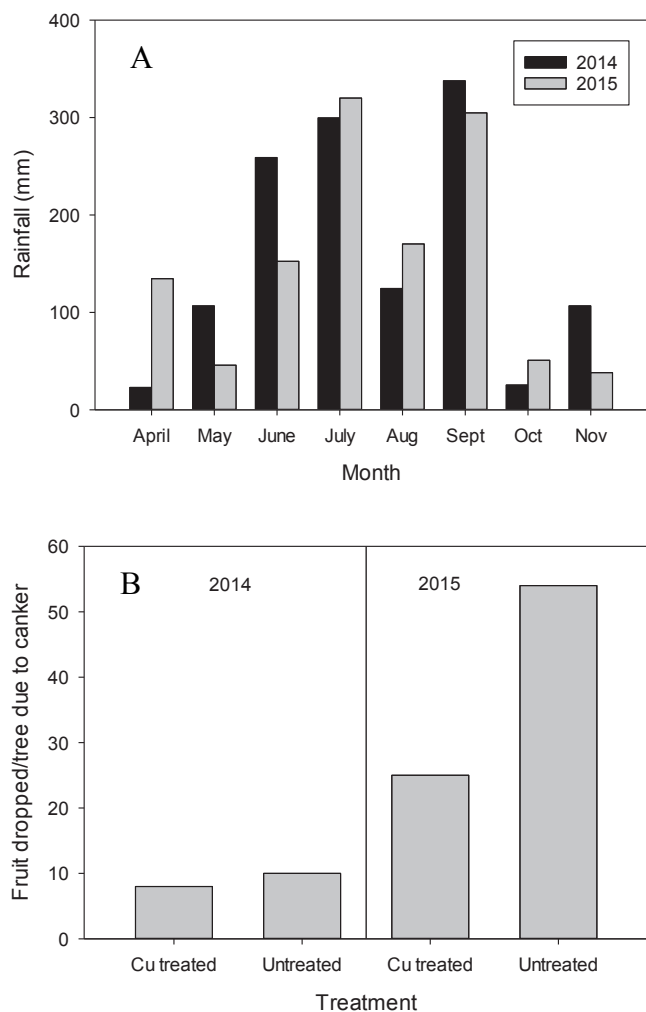 400
A
2014
2015
300
200
100
0
Rainfall (mm)
April May June July Aug Sept Oct Nov
Month
60
B 2014 2015
50
40
30
20
10
0
Fruit dropped/tree due to canker
Cu treated Untreated Cu treated Untreated
Treatment